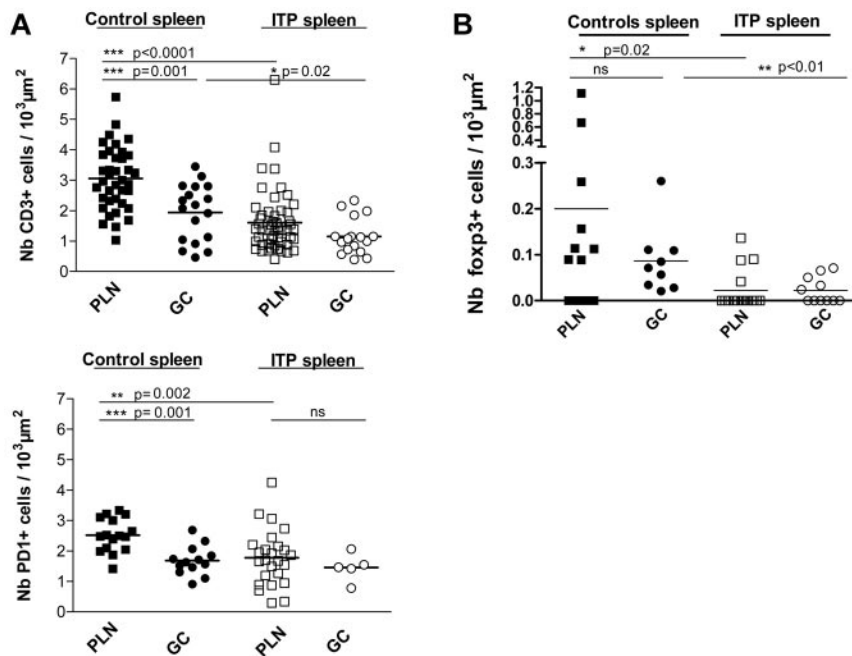 A
Control spleen ITP spleen
*** p<0.0001
*** p=0.001 * p= 0.02
7
6
5
4
3
2
1
0
Nb CD3+ cells / 10³µm²
PLN GC PLN GC
Control spleen ITP spleen
** p= 0.002
*** p= 0.001 ns
7
6
5
4
3
2
1
0
Nb PD1+ cells / 10³µm²
PLN GC PLN GC
B
Controls spleen ITP spleen
* p=0.02
ns ** p<0.01
1.2
1.0
0.8
0.6
0.4
0.3
0.2
0.1
0.0
Nb foxp3+ cells / 10³µm²
PLN GC PLN GC